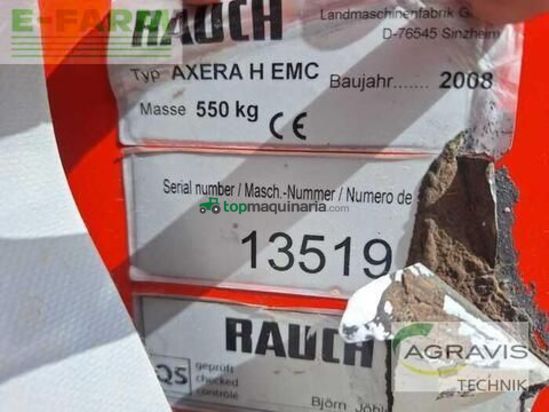 E-FARM
RAUCH
Landmaschinenfabrik
D-76545 Sinzheim
Typ AXERA H EMC Baujahr....... 2008
Masse 550 kg CE
Serial number / Masch.-Nummer / Numero de
topmaquinaria.com
13519
RAUCH
QS
geprüft
checked
contrôlé
Björn
AGRAVIS
TECHNIK